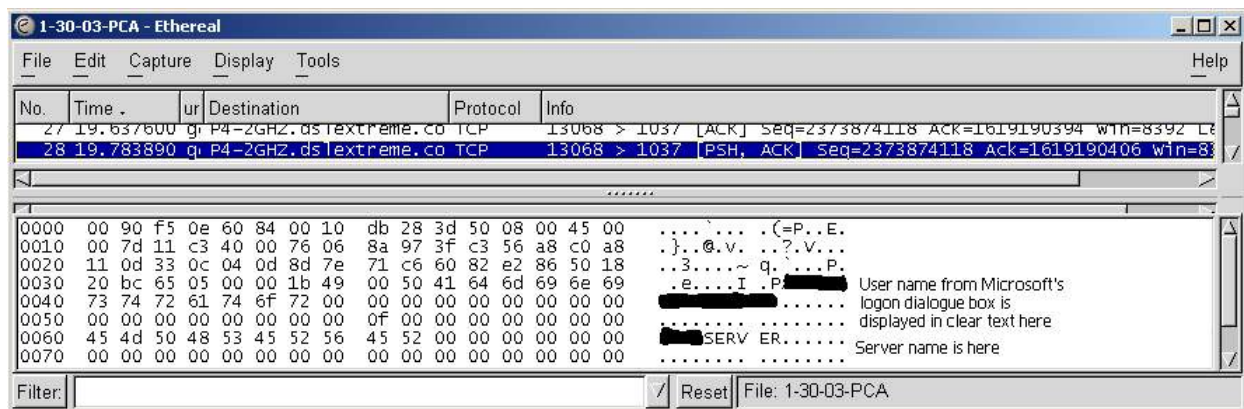 1-30-03-PCA - Ethereal
File Edit Capture Display Tools Help
No. Time ur Destination Protocol Info
27 19.637600 P4-2GHZ.dslextreme.co TCP 13068 > 1037 [ACK] Seq=2373874118 Ack=1619190394 Win=8392
28 19.783890 P4-2GHZ.dslextreme.co TCP 13068 > 1037 [PSH, ACK] Seq=2373874118 Ack=1619190406 Win=83
0000 00 90 f5 0e 60 84 00 10 db 28 3d 50 08 00 45 00 ....`... .(=P..E.
0010 00 7d 11 c3 40 00 76 06 8a 97 3f c3 56 a8 c0 a8 .}..@.v. ..?.V...
0020 11 0d 33 0c 04 0d 8d 7e 71 c6 60 82 e2 86 50 18 ..3....~ q.`...P.
0030 20 bc 65 05 00 00 1b 49 00 50 41 64 6d 69 6e 69 .e....I .P User name from Microsoft's
0040 73 74 72 61 74 6f 72 00 00 00 00 00 00 00 00 00 ....... logon dialogue box is
0050 00 00 00 00 00 00 00 00 0f 00 00 00 00 00 00 00 ........ ........ displayed in clear text here
0060 45 4d 50 48 53 45 52 56 45 52 00 00 00 00 00 00 SERV ER......
0070 00 00 00 00 00 00 00 00 00 00 00 00 00 00 00 00 ........ ........ Server name is here
Filter: Reset File: 1-30-03-PCA